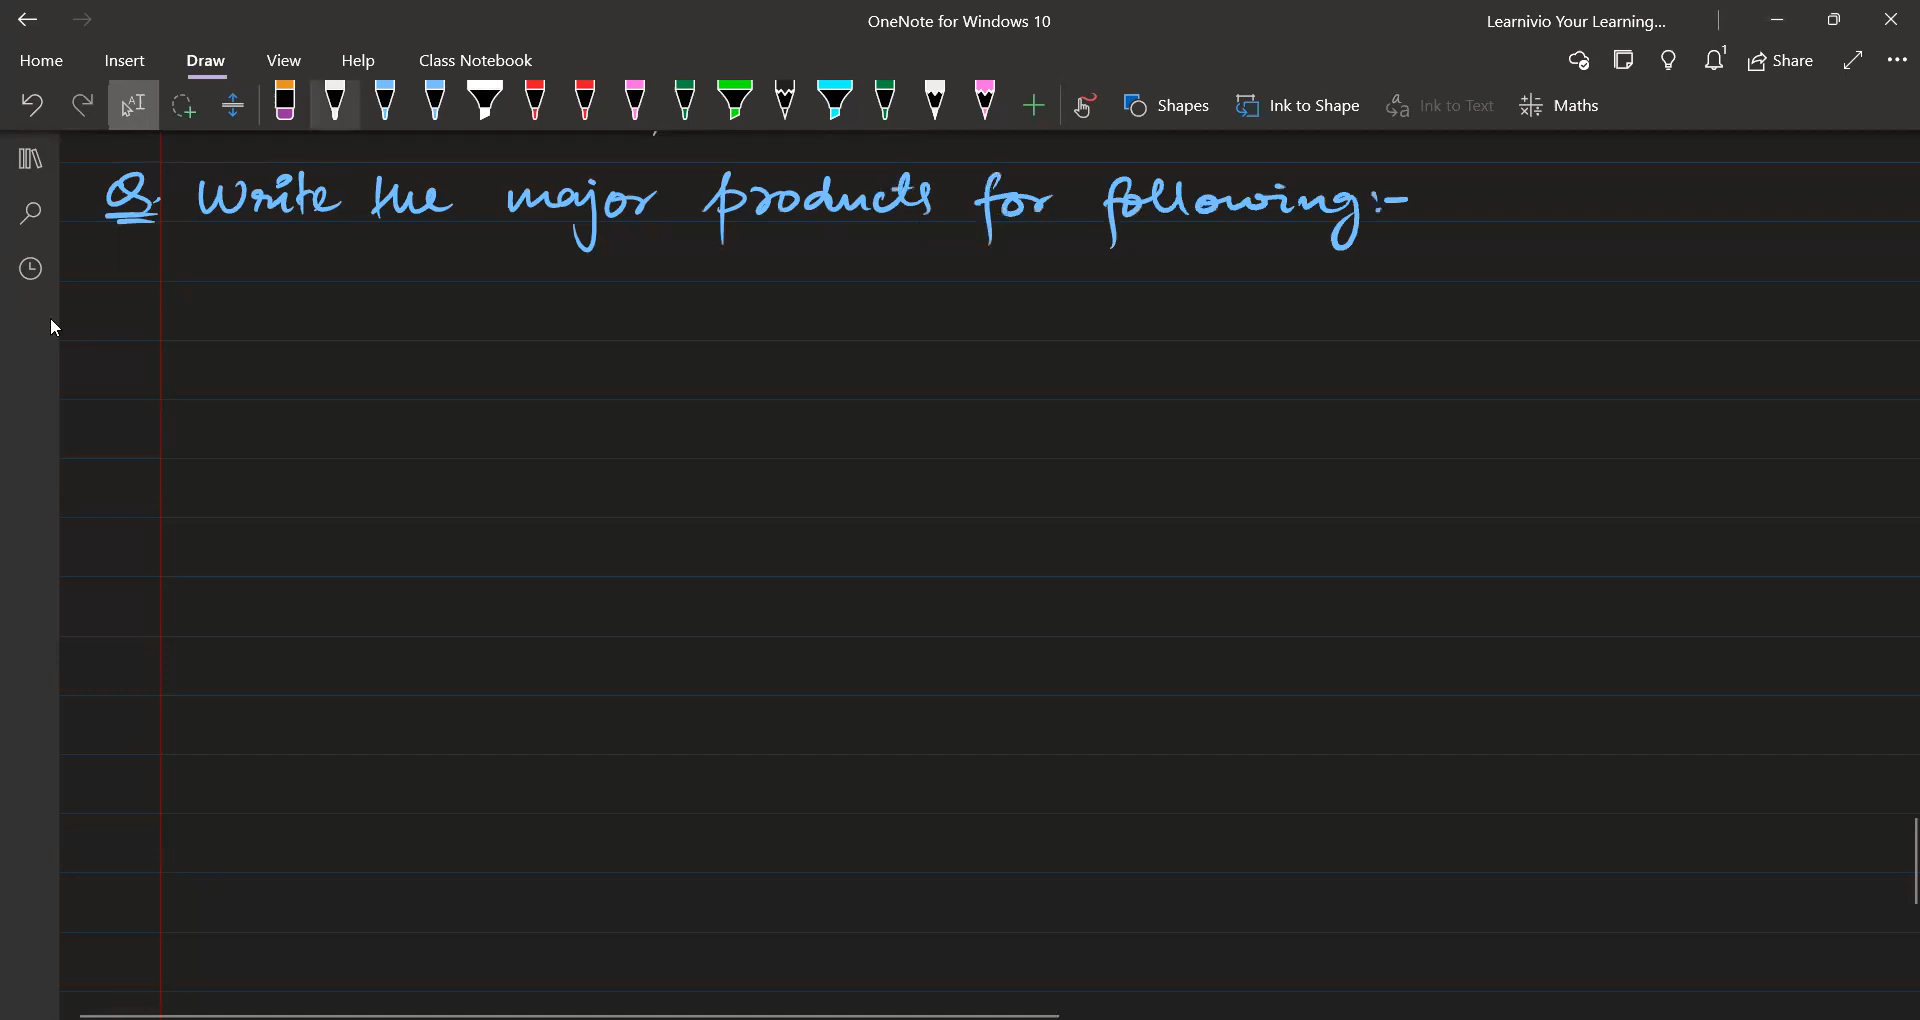 OneNote for Windows 10
Learnivio Your Learning...
Home Insert Draw View Help Class Notebook
1
Share
Shapes Ink to Shape Ink to Text Maths
Q. Write the major products for following:-